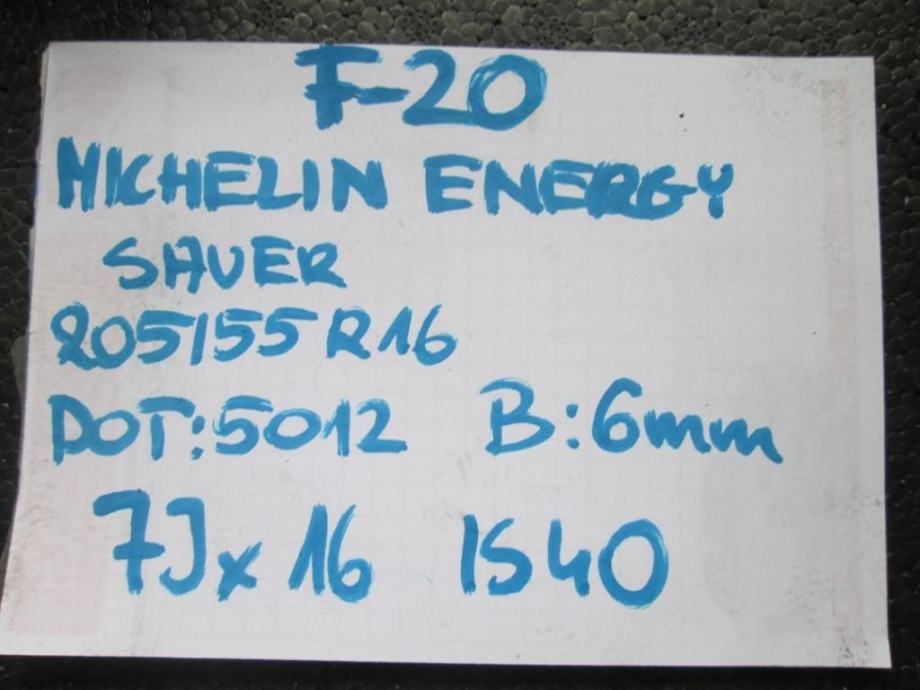 F-20
MICHELIN ENERGY
SAVER
205/55 R16
DOT:5012 B:6mm
7Jx16 IS40